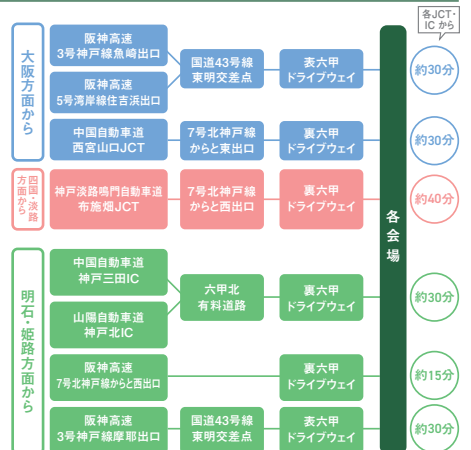 各JCT・
ICから
大阪方面から
阪神高速
3号神戸線魚崎出口
阪神高速
5号湾岸線住吉浜出口
国道43号線
東明交差点
表六甲
ドライブウェイ
約30分
中国自動車道
西宮山口JCT
7号北神戸線
からと東出口
裏六甲
ドライブウェイ
約30分
四国・淡路
方面から
神戸淡路鳴門自動車道
布施畑JCT
7号北神戸線
からと西出口
裏六甲
ドライブウェイ
約40分
各会場
明石・姫路方面から
中国自動車道
神戸三田IC
山陽自動車道
神戸北IC
六甲北
有料道路
裏六甲
ドライブウェイ
約30分
阪神高速
7号北神戸線からと西出口
裏六甲
ドライブウェイ
約15分
阪神高速
3号神戸線摩耶出口
国道43号線
東明交差点
表六甲
ドライブウェイ
約30分